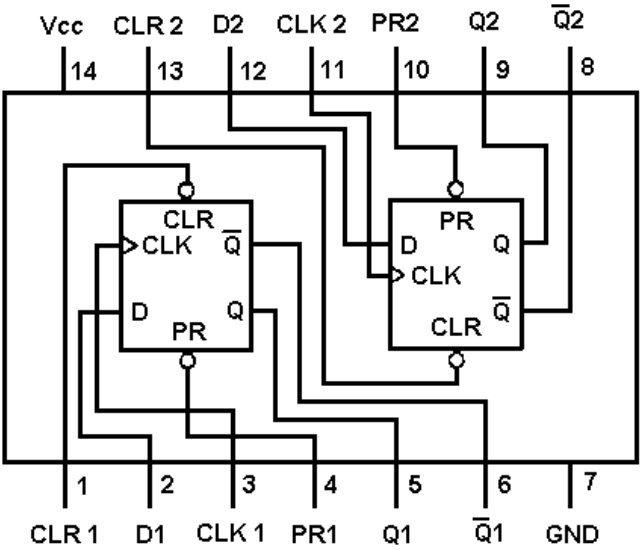 Vcc CLR 2 D2 CLK 2 PR2 Q2 Q̅2
14 13 12 11 10 9 8
CLR PR
CLK Q̅ D Q
CLK
D Q Q̅
PR CLR
1 2 3 4 5 6 7
CLR 1 D1 CLK 1 PR1 Q1 Q̅1 GND